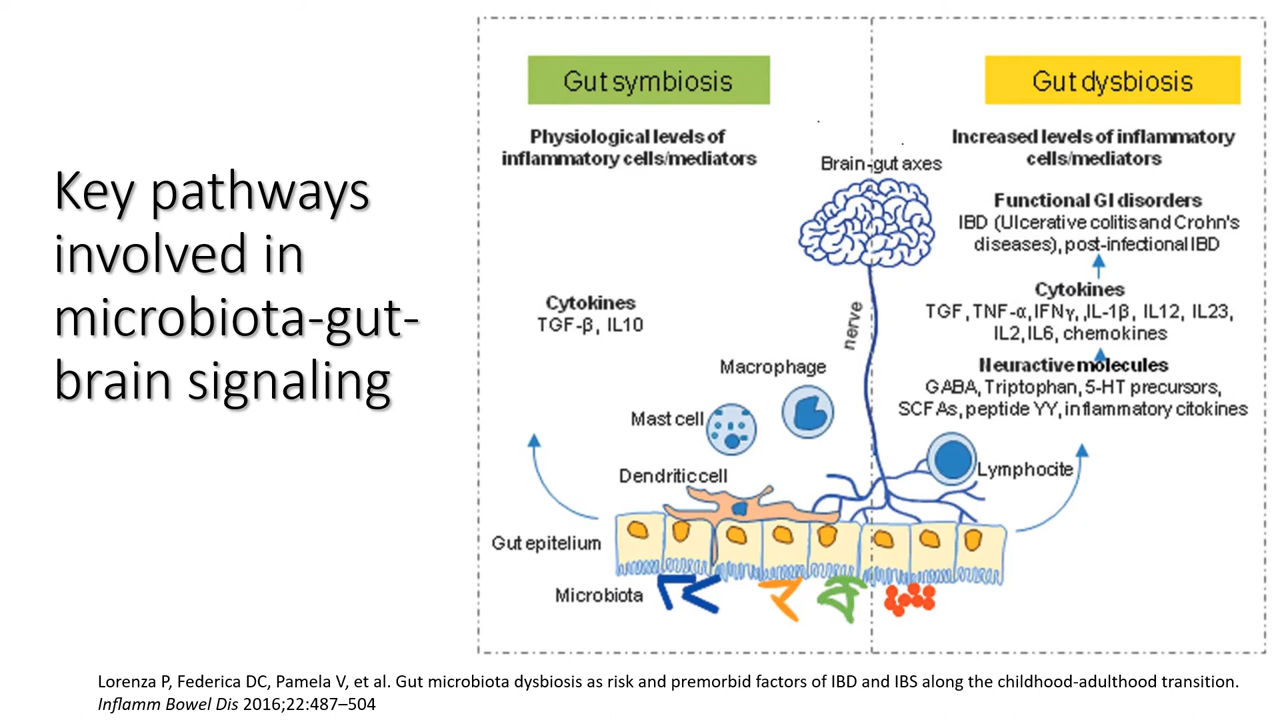 Key pathways
involved in
microbiota-gut-
brain signaling
Gut symbiosis
Physiological levels of
inflammatory cells/mediators
Cytokines
TGF-β, IL10
Brain-gut axes
nerve
Macrophage
Mast cell
Dendritic cell
Gut epitelium
Microbiota
Gut dysbiosis
Increased levels of inflammatory
cells/mediators
Functional GI disorders
IBD (Ulcerative colitis and Crohn's
diseases), post-infectional IBD
Cytokines
TGF, TNF-α, IFNγ, ,IL-1β, IL12, IL23,
IL2, IL6, chemokines
Neuractive molecules
GABA, Triptophan, 5-HT precursors,
SCFAs, peptide YY, inflammatory citokines
Lymphocite
Lorenza P, Federica DC, Pamela V, et al. Gut microbiota dysbiosis as risk and premorbid factors of IBD and IBS along the childhood-adulthood transition.
Inflamm Bowel Dis 2016;22:487–504